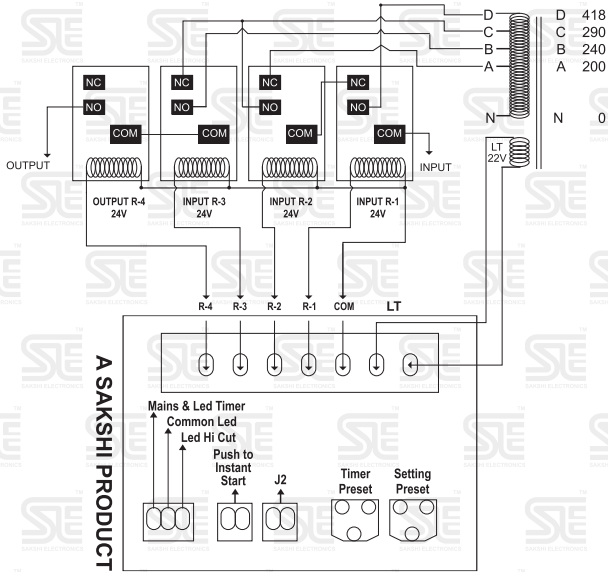 D D 418
C C 290
B B 240
A A 200
N N 0
NC NC NC NC
NO NO NO NO
COM COM COM COM
LT
22V
OUTPUT
INPUT
OUTPUT R-4
24V
INPUT R-3
24V
INPUT R-2
24V
INPUT R-1
24V
R-4 R-3 R-2 R-1 COM LT
A SAKSHI PRODUCT
Mains & Led Timer
Common Led
Led Hi Cut
Push to
Instant
Start
J2
Timer
Preset
Setting
Preset
SE
SAKSHI ELECTRONICS
TM